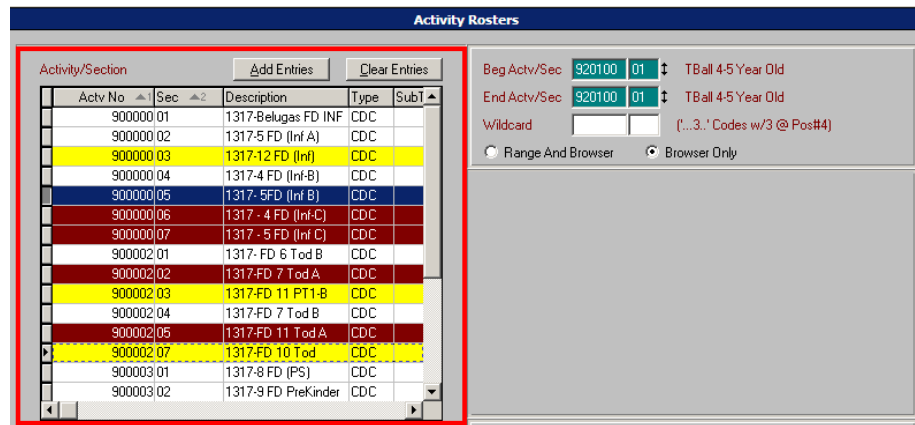 Activity Rosters
Activity/Section Add Entries Clear Entries
Actv No 1 Sec 2 Description Type SubT
900000 01 1317-Belugas FD INF CDC
900000 02 1317-5 FD (Inf A) CDC
900000 03 1317-12 FD (Inf) CDC
900000 04 1317-4 FD (Inf-B) CDC
900000 05 1317- 5FD (Inf B) CDC
900000 06 1317 - 4 FD (Inf-C) CDC
900000 07 1317 - 5 FD (Inf C) CDC
900002 01 1317- FD 6 Tod B CDC
900002 02 1317-FD 7 Tod A CDC
900002 03 1317-FD 11 PT1-B CDC
900002 04 1317-FD 7 Tod B CDC
900002 05 1317-FD 11 Tod A CDC
900002 07 1317-FD 10 Tod CDC
900003 01 1317-8 FD (PS) CDC
900003 02 1317-9 FD PreKinder CDC
Beg Actv/Sec 920100 01 TBall 4-5 Year Old
End Actv/Sec 920100 01 TBall 4-5 Year Old
Wildcard ('...3..' Codes w/3 @ Pos#4)
Range And Browser Browser Only